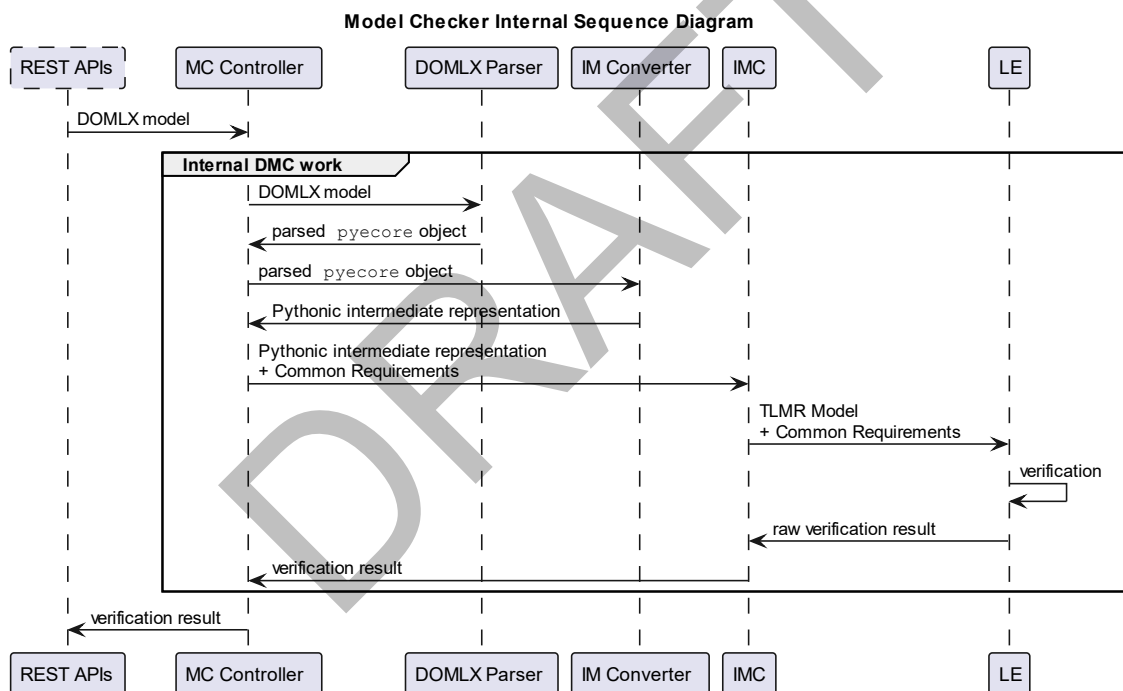 Model Checker Internal Sequence Diagram
REST APIs
MC Controller
DOMLX Parser
IM Converter
IMC
LE
DOMLX model
Internal DMC work
DOMLX model
parsed pyecore object
parsed pyecore object
Pythonic intermediate representation
Pythonic intermediate representation
+ Common Requirements
TLMR Model
+ Common Requirements
verification
raw verification result
verification result
verification result
REST APIs
MC Controller
DOMLX Parser
IM Converter
IMC
LE
DRAFT